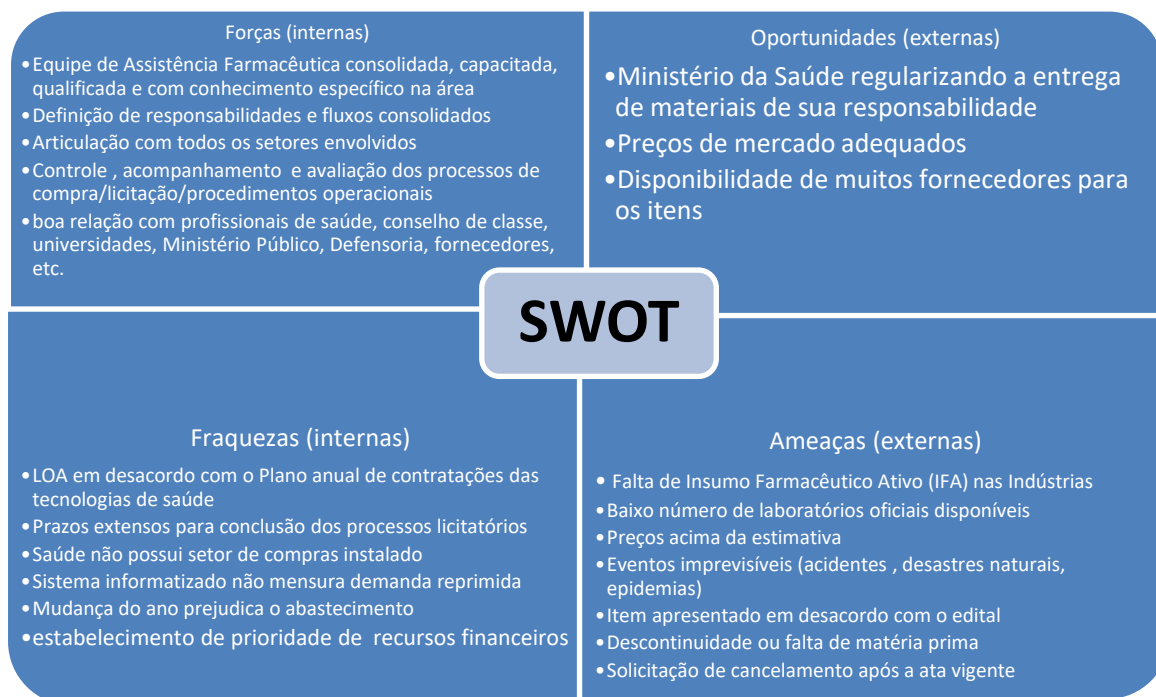 Forças (internas)
•Equipe de Assistência Farmacêutica consolidada, capacitada,
qualificada e com conhecimento específico na área
•Definição de responsabilidades e fluxos consolidados
•Articulação com todos os setores envolvidos
•Controle , acompanhamento e avaliação dos processos de
compra/licitação/procedimentos operacionais
•boa relação com profissionais de saúde, conselho de classe,
universidades, Ministério Público, Defensoria, fornecedores,
etc.
Oportunidades (externas)
•Ministério da Saúde regularizando a entrega
de materiais de sua responsabilidade
•Preços de mercado adequados
•Disponibilidade de muitos fornecedores para
os itens
SWOT
Fraquezas (internas)
•LOA em desacordo com o Plano anual de contratações das
tecnologias de saúde
•Prazos extensos para conclusão dos processos licitatórios
•Saúde não possui setor de compras instalado
•Sistema informatizado não mensura demanda reprimida
•Mudança do ano prejudica o abastecimento
•estabelecimento de prioridade de recursos financeiros
Ameaças (externas)
• Falta de Insumo Farmacêutico Ativo (IFA) nas Indústrias
•Baixo número de laboratórios oficiais disponíveis
•Preços acima da estimativa
•Eventos imprevisíveis (acidentes , desastres naturais,
epidemias)
•Item apresentado em desacordo com o edital
•Descontinuidade ou falta de matéria prima
•Solicitação de cancelamento após a ata vigente